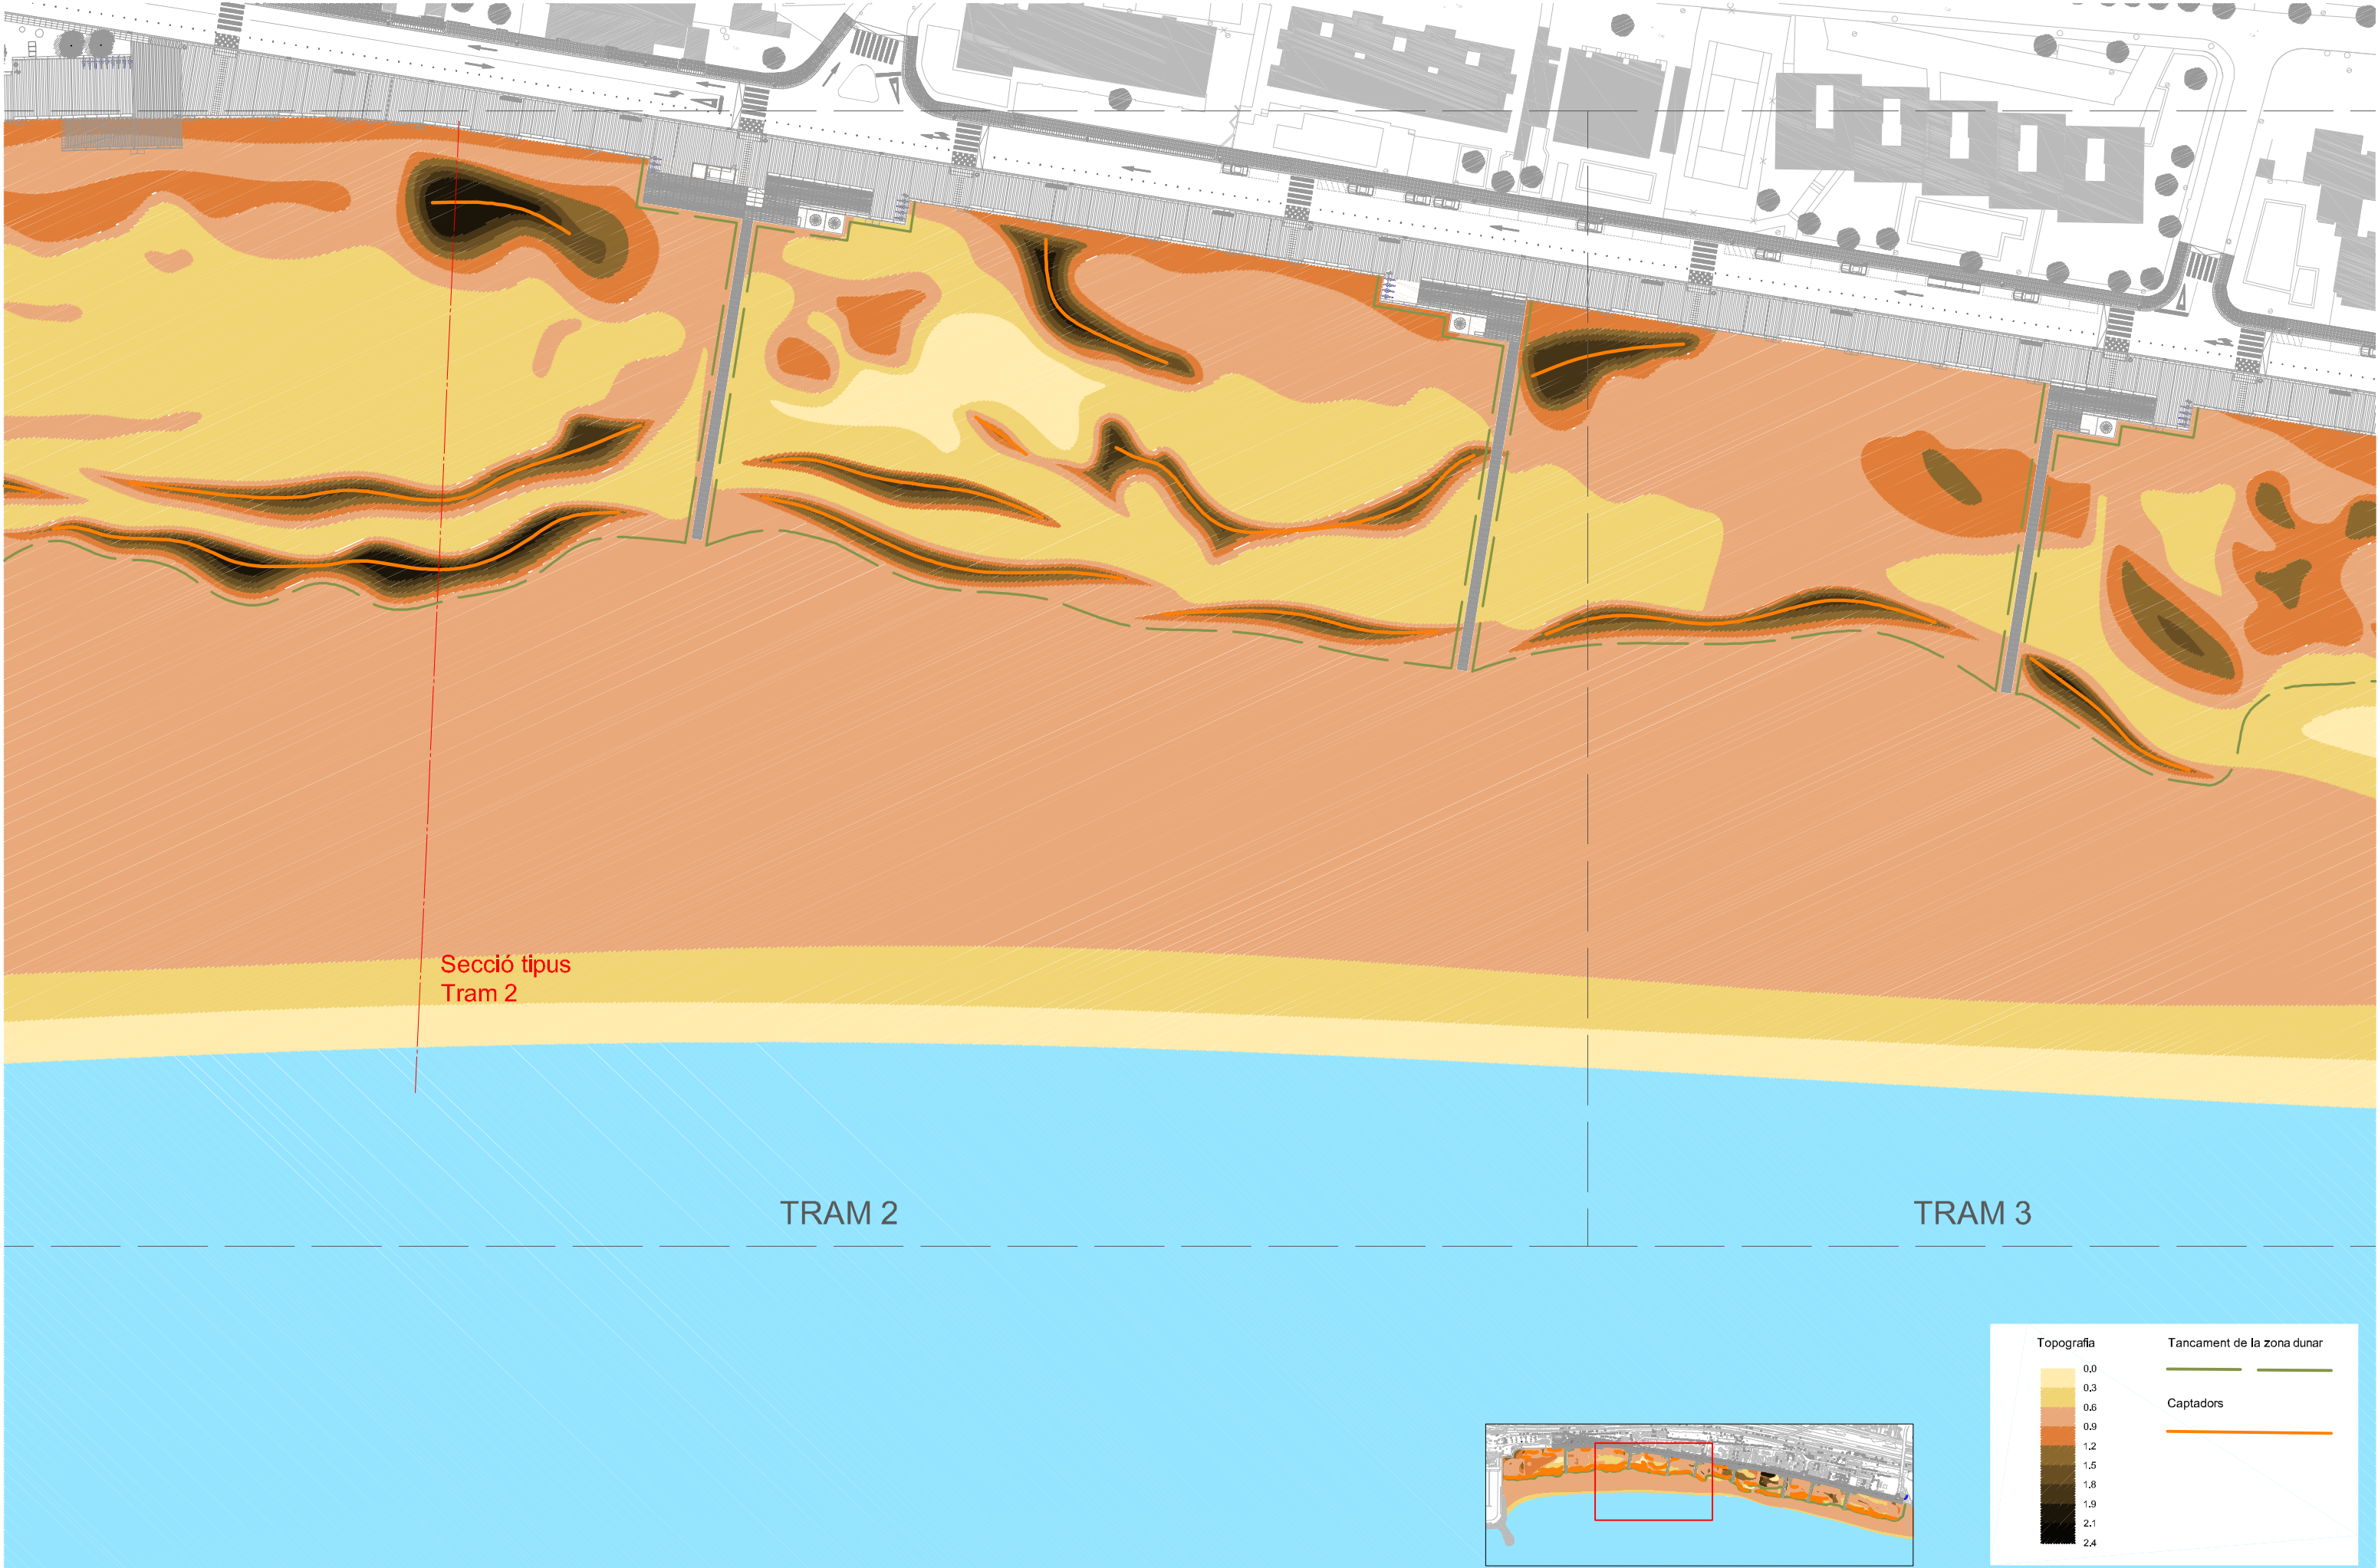 Secció tipus
Tram 2
TRAM 2
TRAM 3
Topografia
0.0
0.3
0.6
0.9
1.2
1.5
1.8
1.9
2.1
2.4
Tancament de la zona dunar
Captadors